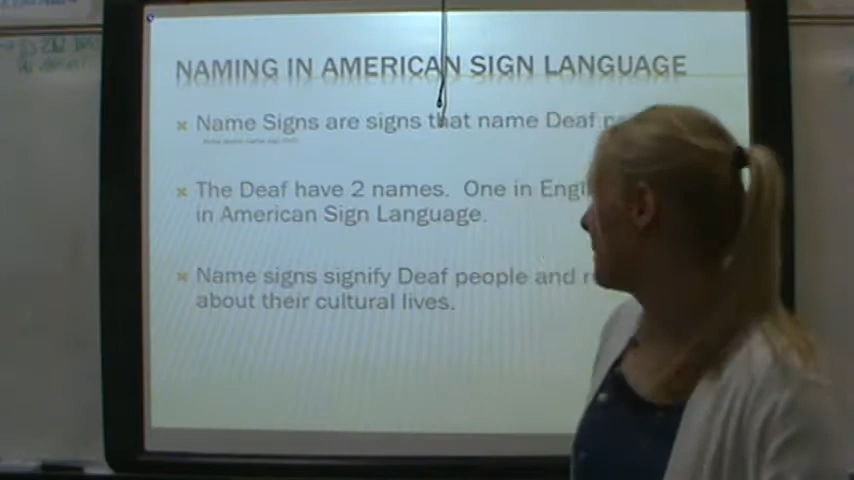 NAMING IN AMERICAN SIGN LANGUAGE
Name Signs are signs that name Deaf
The Deaf have 2 names. One in
in American Sign Language.
Name signs signify Deaf people and
about their cultural lives.